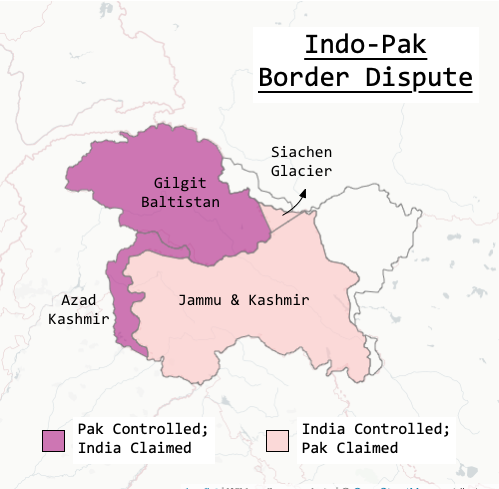 Indo-Pak
Border Dispute
Siachen
Glacier
Gilgit
Baltistan
Azad
Kashmir
Jammu & Kashmir
Pak Controlled;
India Claimed
India Controlled;
Pak Claimed